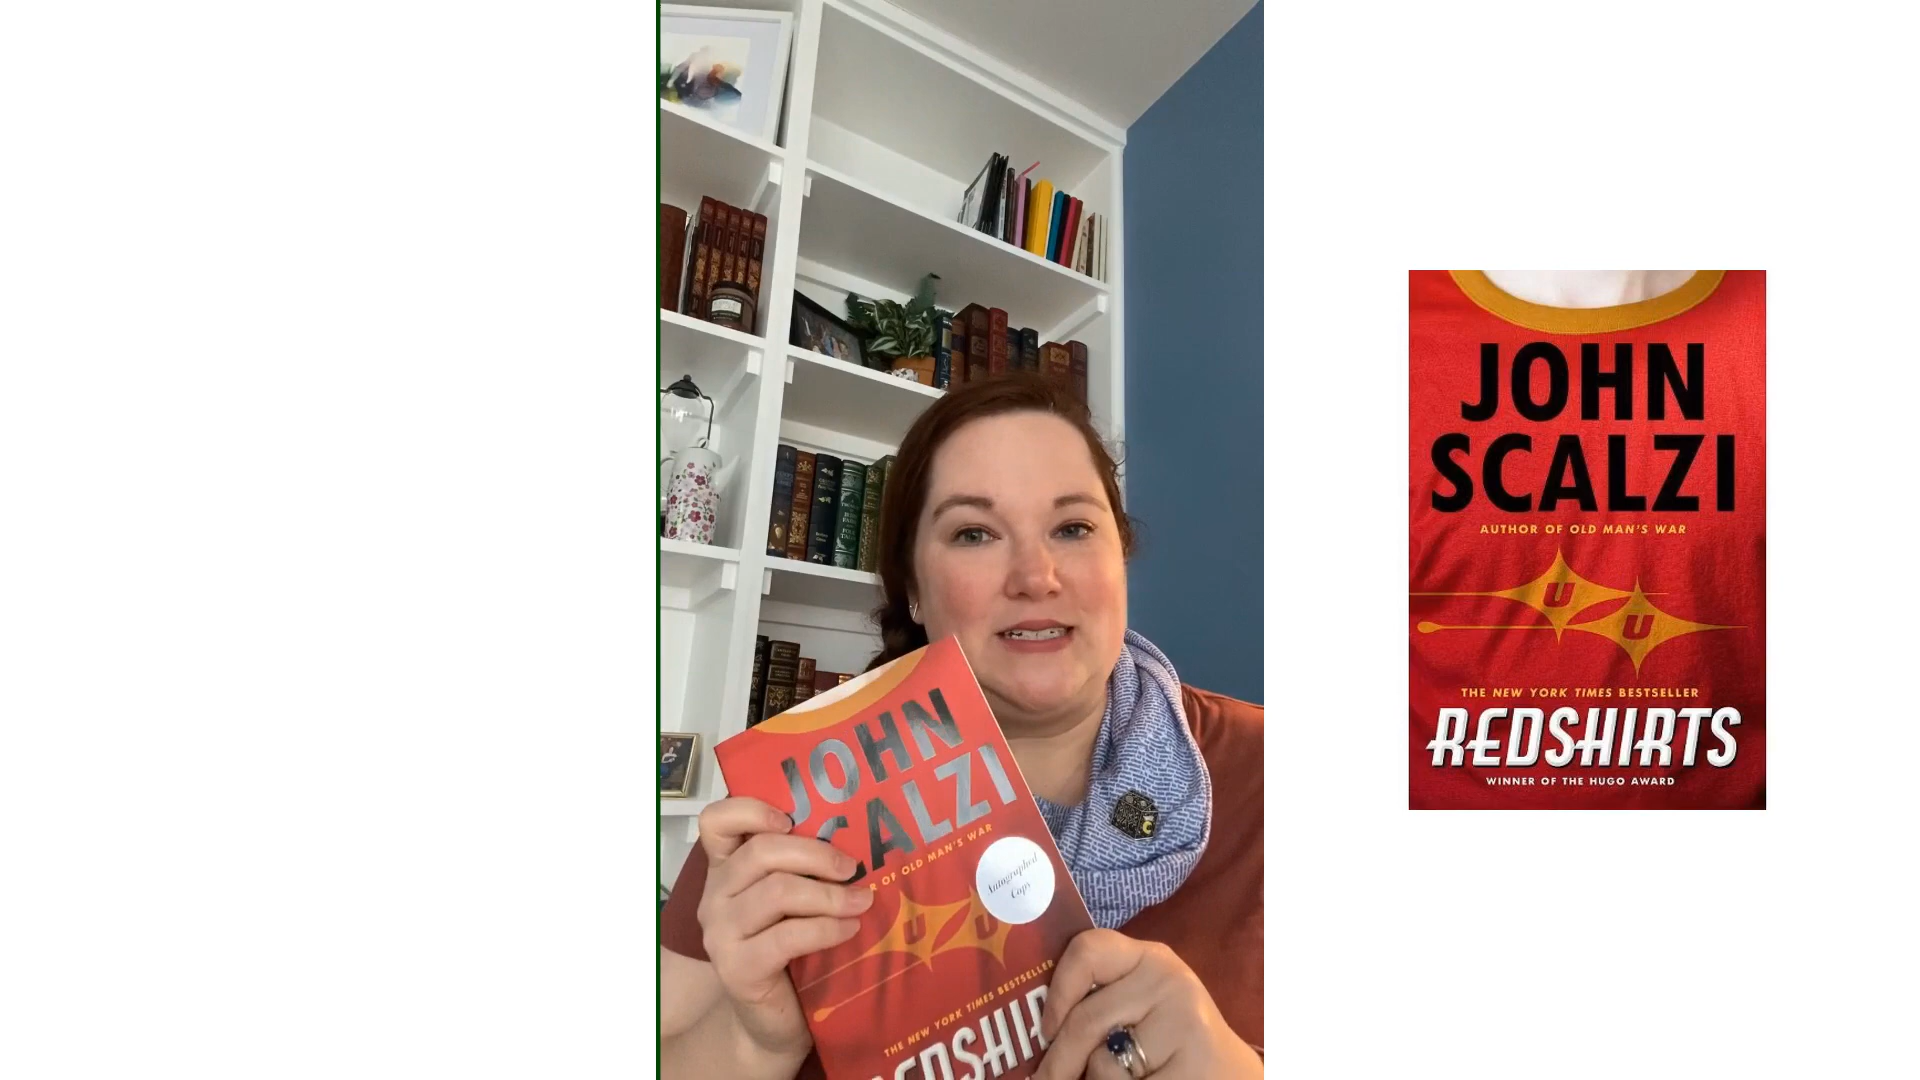 JOHN
SCALZI
R OF OLD MAN'S WAR
Autographed
Copy
U U
THE NEW YORK TIMES BESTSELLER
REDSHIR
JOHN
SCALZI
AUTHOR OF OLD MAN'S WAR
U
U
THE NEW YORK TIMES BESTSELLER
REDSHIRTS
WINNER OF THE HUGO AWARD